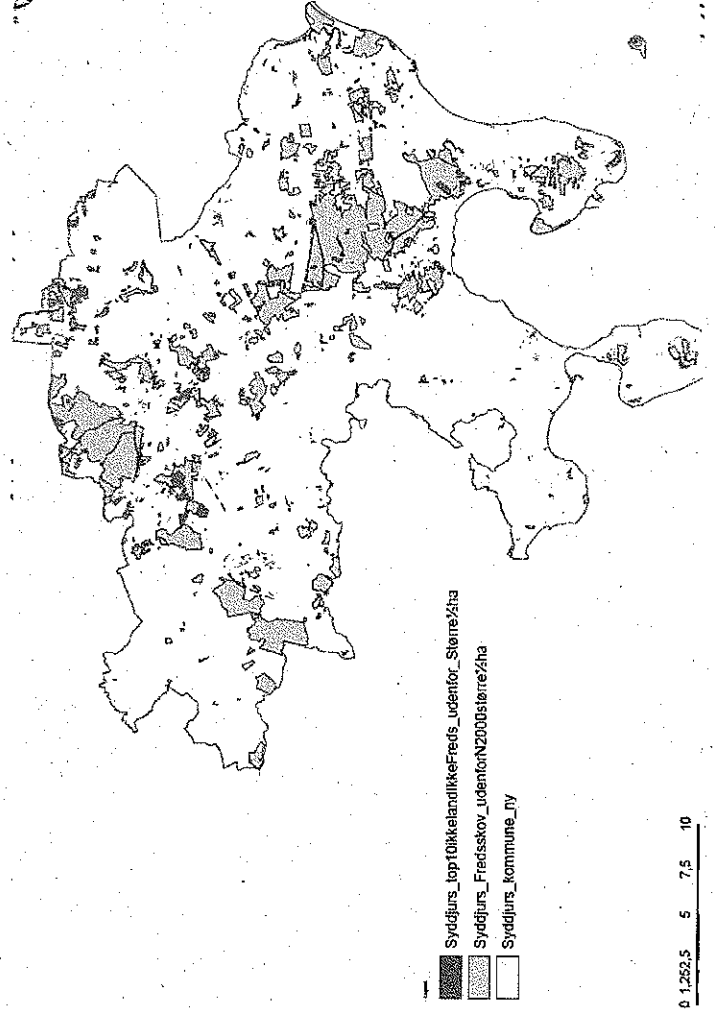 Syddjurs_top10ikkelandIkkeFreds_udenfor_Større½ha
Syddjurs_Fredsskov_udenforN2000større½ha
Syddjurs_kommune_ny
0 1,252,5 5 7,5 10